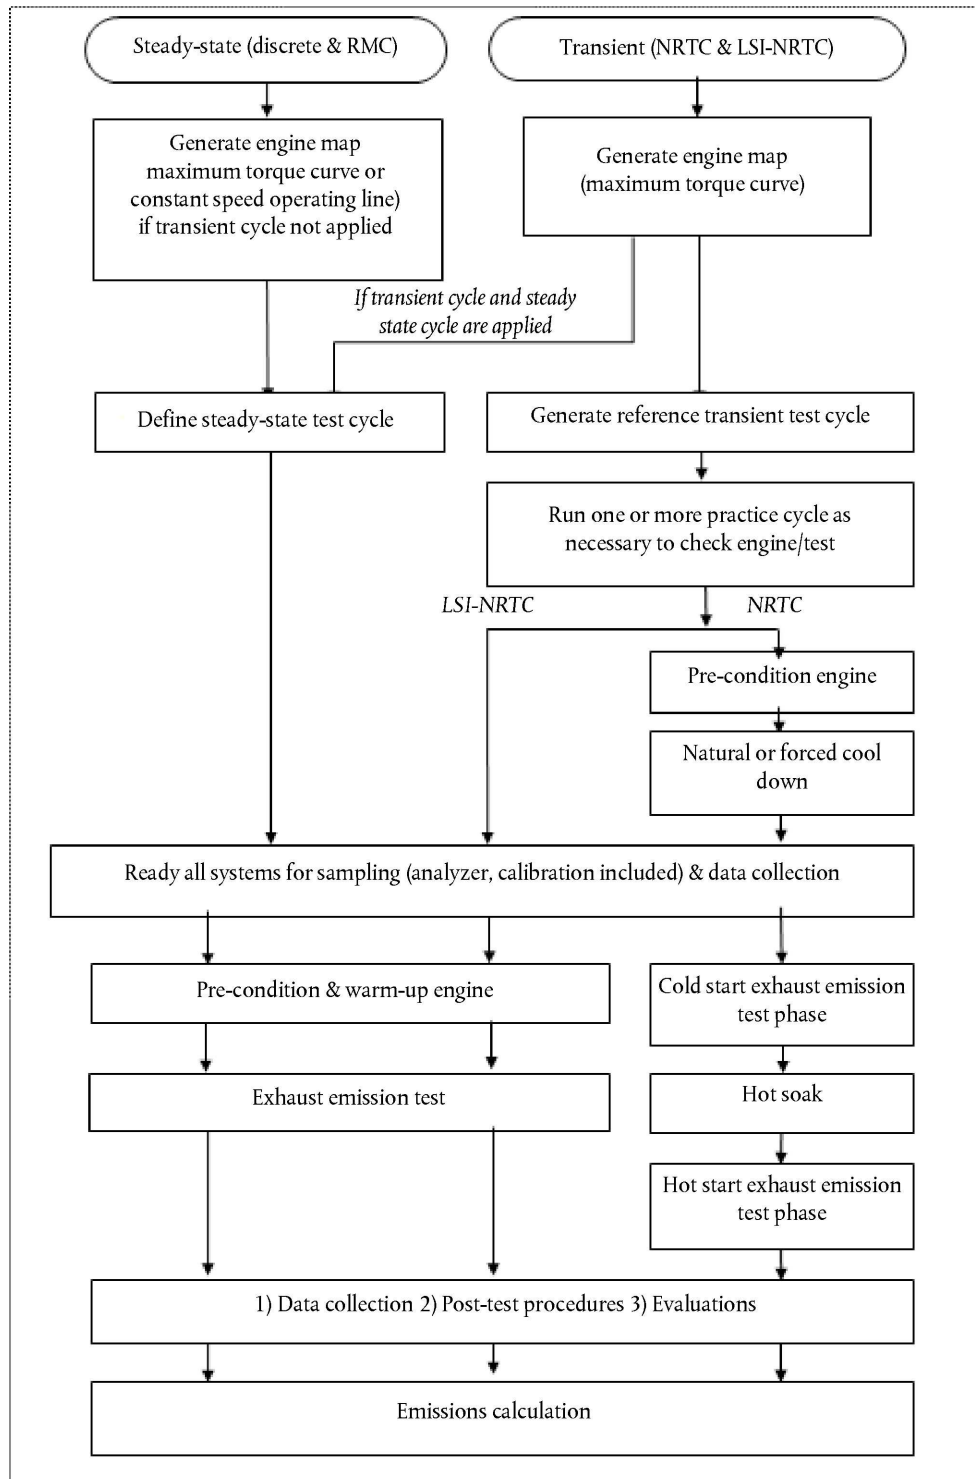 Steady-state (discrete & RMC)
Transient (NRTC & LSI-NRTC)
Generate engine map
maximum torque curve or
constant speed operating line)
if transient cycle not applied
Generate engine map
(maximum torque curve)
If transient cycle and steady
state cycle are applied
Define steady-state test cycle
Generate reference transient test cycle
Run one or more practice cycle as
necessary to check engine/test
LSI-NRTC
NRTC
Pre-condition engine
Natural or forced cool
down
Ready all systems for sampling (analyzer, calibration included) & data collection
Pre-condition & warm-up engine
Cold start exhaust emission
test phase
Exhaust emission test
Hot soak
Hot start exhaust emission
test phase
1) Data collection 2) Post-test procedures 3) Evaluations
Emissions calculation